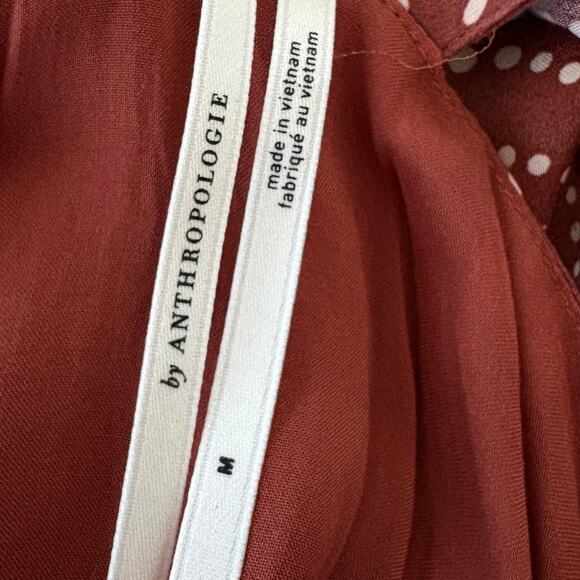 by ANTHROPOLOGIE
made in vietnam
fabriqué au vietnam
M